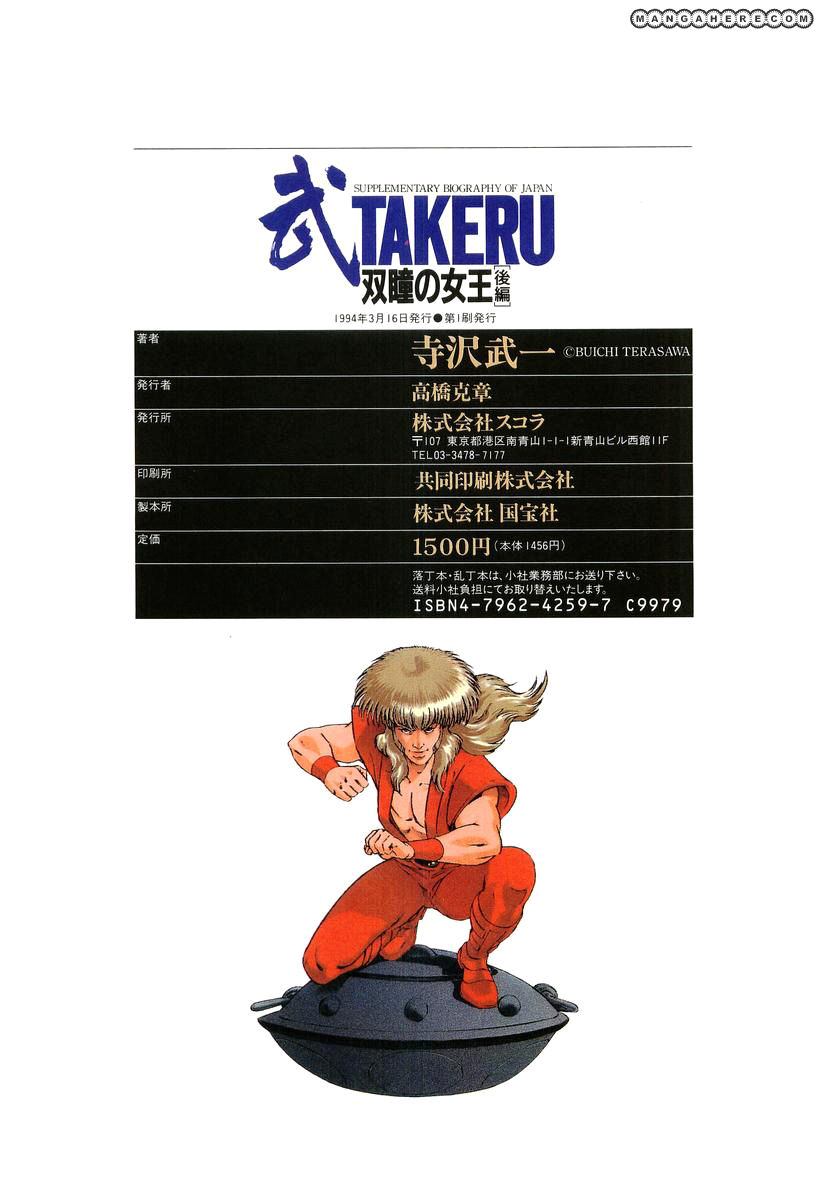 MANGAHERE.COM
武
SUPPLEMENTARY BIOGRAPHY OF JAPAN
TAKERU
双瞳の女王[後編]
1994年3月16日発行●第1刷発行
著者
寺沢武一 ©BUICHI TERASAWA
発行者
高橋克章
発行所
株式会社スコラ
〒107 東京都港区南青山1-1-1新青山ビル西館11F
TEL03-3478-7177
印刷所
共同印刷株式会社
製本所
株式会社 国宝社
定価
1500円(本体1456円)
落丁本・乱丁本は、小社業務部にお送り下さい。
送料小社負担にてお取り替えいたします。
ISBN4-7962-4259-7 C9979